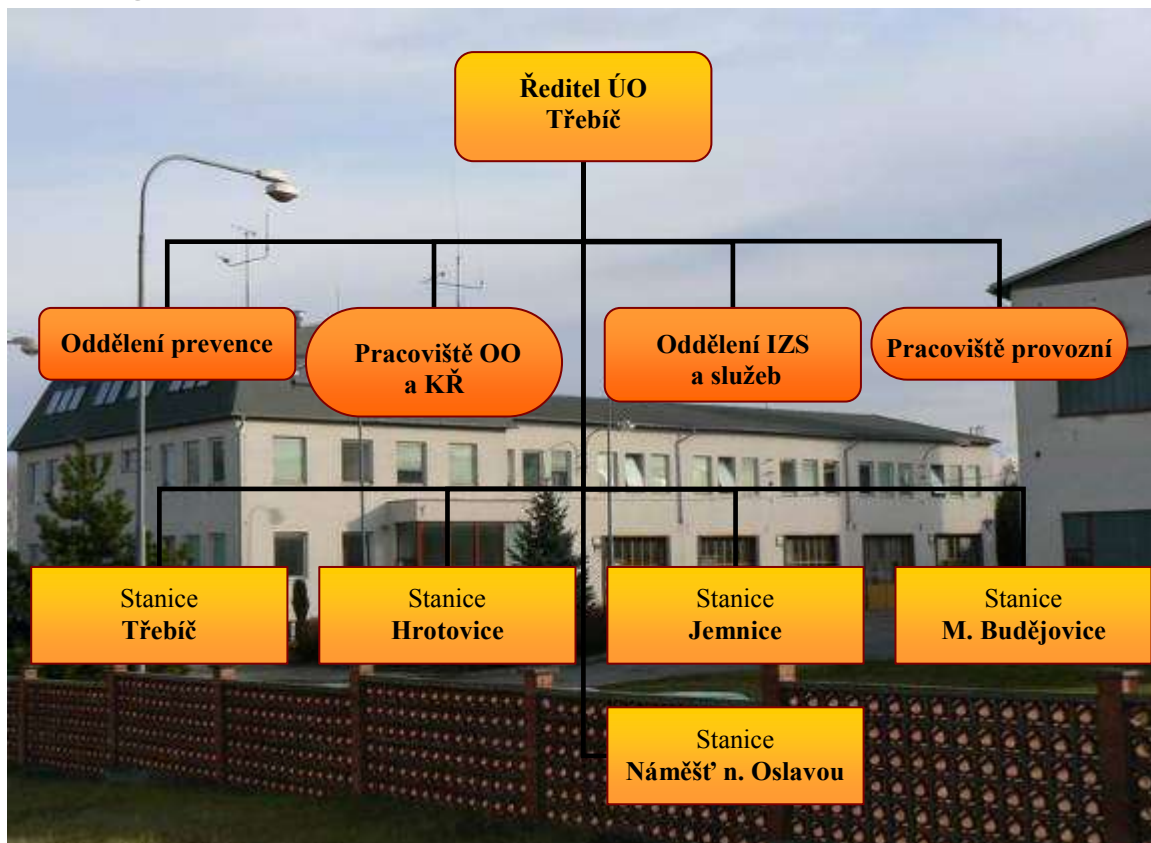 Ředitel ÚO
Třebíč
Oddělení prevence
Pracoviště OO
a KŘ
Oddělení IZS
a služeb
Pracoviště provozní
Stanice
Třebíč
Stanice
Hrotovice
Stanice
Jemnice
Stanice
M. Budějovice
Stanice
Náměšť n. Oslavou